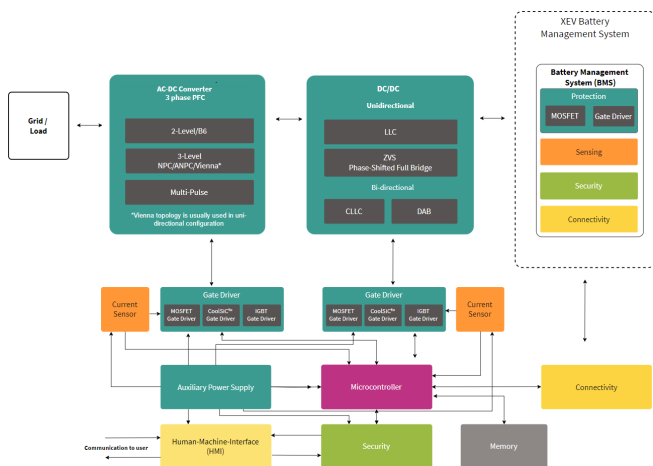 XEV Battery
Management System
AC-DC Converter
3 phase PFC
2-Level/B6
3-Level
NPC/ANPC/Vienna*
Multi-Pulse
*Vienna topology is usually used in uni-
directional configuration
DC/DC
Unidirectional
LLC
ZVS
Phase-Shifted Full Bridge
Bi-directional
CLLC
DAB
Battery Management
System (BMS)
Protection
MOSFET
Gate Driver
Sensing
Security
Connectivity
Grid /
Load
Current
Sensor
Gate Driver
MOSFET
Gate Driver
CoolSiC™
Gate Driver
IGBT
Gate Driver
Gate Driver
MOSFET
Gate Driver
CoolSiC™
Gate Driver
IGBT
Gate Driver
Current
Sensor
Auxiliary Power Supply
Microcontroller
Connectivity
Communication to user
Human-Machine-Interface
(HMI)
Security
Memory